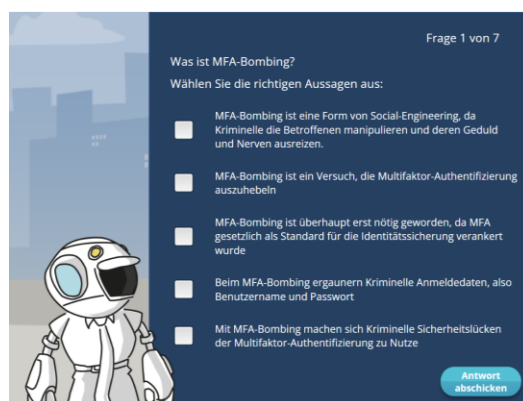 Frage 1 von 7
Was ist MFA-Bombing?
Wählen Sie die richtigen Aussagen aus:
MFA-Bombing ist eine Form von Social-Engineering, da
Kriminelle die Betroffenen manipulieren und deren Geduld
und Nerven ausreizen.
MFA-Bombing ist ein Versuch, die Multifaktor-Authentifizierung
auszuhebeln
MFA-Bombing ist überhaupt erst nötig geworden, da MFA
gesetzlich als Standard für die Identitätssicherung verankert
wurde
Beim MFA-Bombing ergaunern Kriminelle Anmeldedaten, also
Benutzername und Passwort
Mit MFA-Bombing machen sich Kriminelle Sicherheitslücken
der Multifaktor-Authentifizierung zu Nutze
Antwort
abschicken